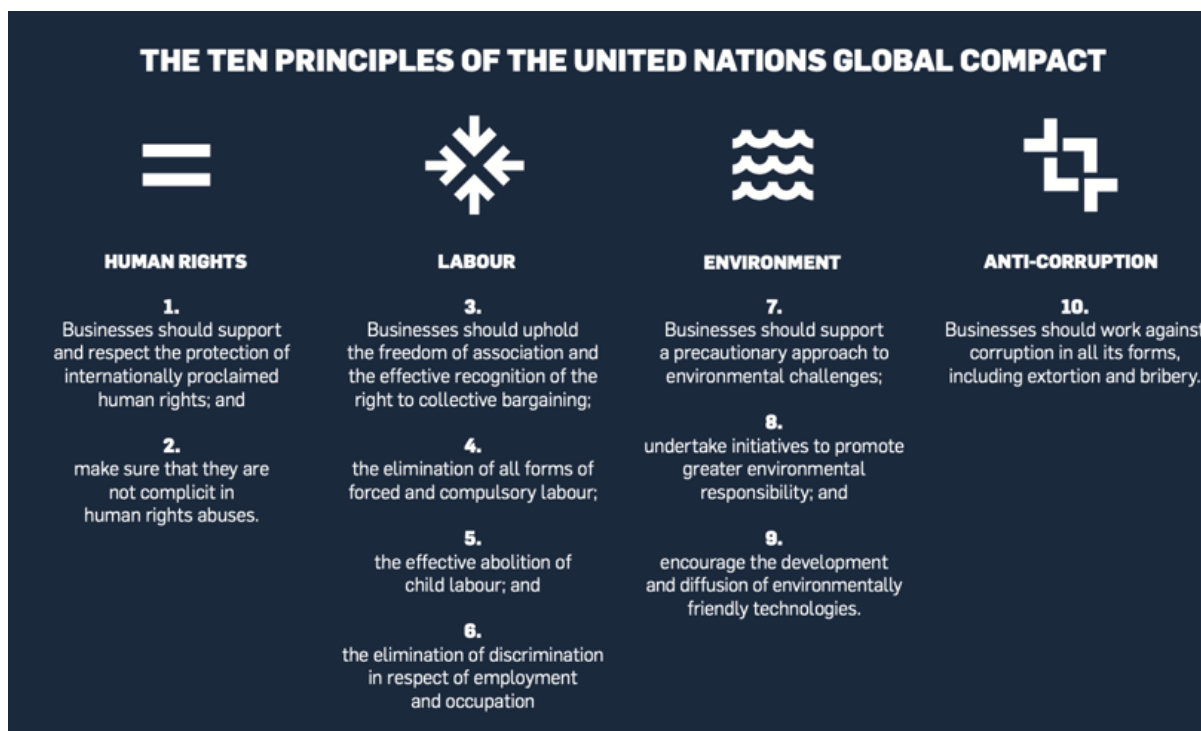 THE TEN PRINCIPLES OF THE UNITED NATIONS GLOBAL COMPACT
HUMAN RIGHTS
1.
Businesses should support
and respect the protection of
internationally proclaimed
human rights; and
2.
make sure that they are
not complicit in
human rights abuses.
LABOUR
3.
Businesses should uphold
the freedom of association and
the effective recognition of the
right to collective bargaining;
4.
the elimination of all forms of
forced and compulsory labour;
5.
the effective abolition of
child labour; and
6.
the elimination of discrimination
in respect of employment
and occupation
ENVIRONMENT
7.
Businesses should support
a precautionary approach to
environmental challenges;
8.
undertake initiatives to promote
greater environmental
responsibility; and
9.
encourage the development
and diffusion of environmentally
friendly technologies.
ANTI-CORRUPTION
10.
Businesses should work against
corruption in all its forms,
including extortion and bribery.